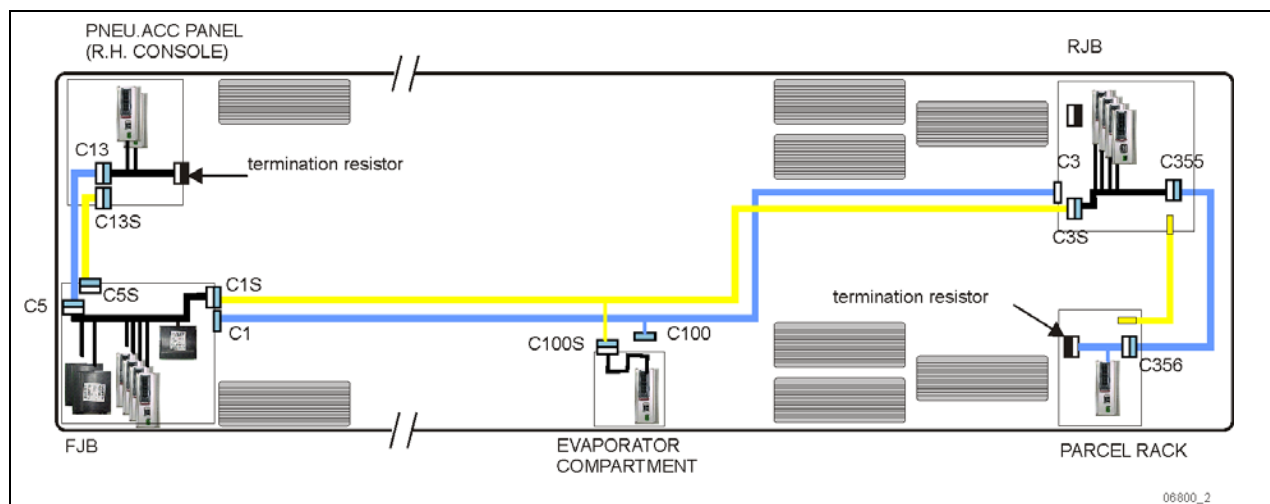 PNEU.ACC PANEL
(R.H. CONSOLE)
RJB
C13
termination resistor
C3
C355
C13S
C3S
C5
C5S
C1S
C1
termination resistor
C100S
C100
C356
FJB
EVAPORATOR
COMPARTMENT
PARCEL RACK
06800_2